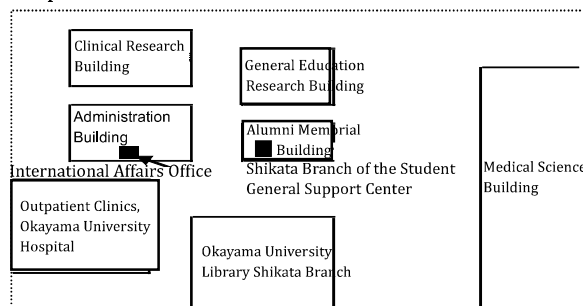 Clinical Research
Building
General Education
Research Building
Administration
Building
Alumni Memorial
Building
International Affairs Office
Shikata Branch of the Student
General Support Center
Medical Science
Building
Outpatient Clinics,
Okayama University
Hospital
Okayama University
Library Shikata Branch